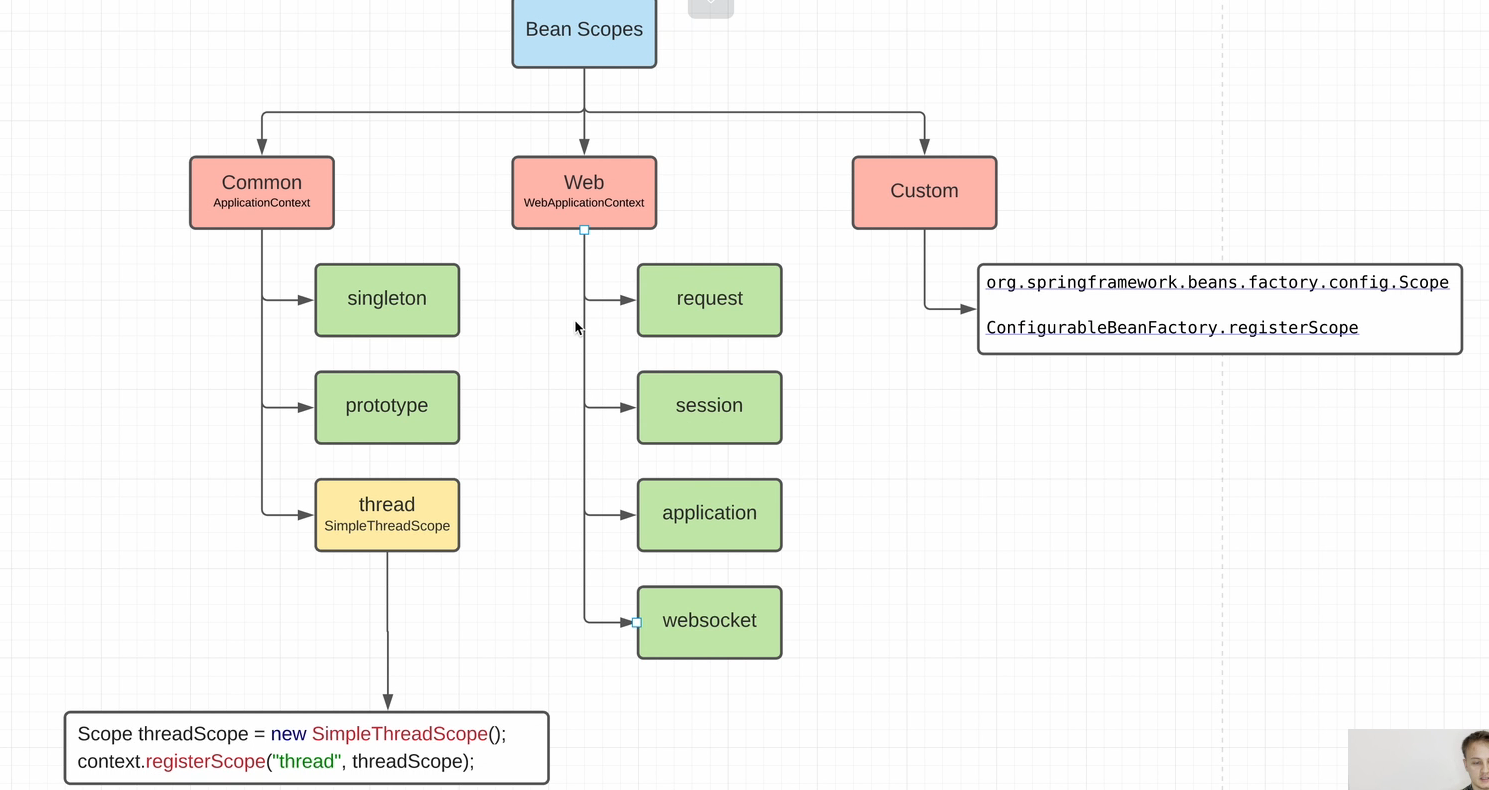 Bean Scopes
Common
ApplicationContext
Web
WebApplicationContext
Custom
singleton
request
org.springframework.beans.factory.config.Scope
ConfigurableBeanFactory.registerScope
prototype
session
thread
SimpleThreadScope
application
websocket
Scope threadScope = new SimpleThreadScope();
context.registerScope("thread", threadScope);